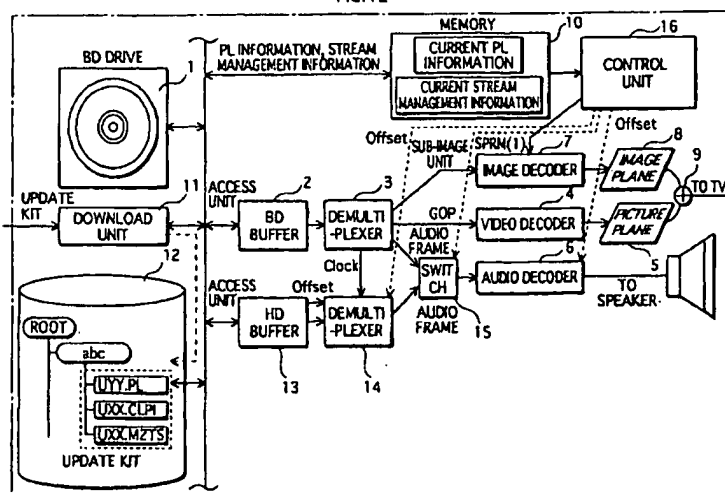 BD DRIVE
1
PL INFORMATION, STREAM
MANAGEMENT INFORMATION
MEMORY
10
CURRENT PL
INFORMATION
CURRENT STREAM
MANAGEMENT INFORMATION
16
CONTROL
UNIT
Offset
SUB-IMAGE
UNIT
SPRM(1)
7
IMAGE DECODER
Offset
8
IMAGE
PLANE
9
TO TV
UPDATE
KIT
11
DOWNLOAD
UNIT
ACCESS
UNIT
2
BD
BUFFER
3
DEMULTI
-PLEXER
GOP
4
VIDEO DECODER
PICTURE
PLANE
5
AUDIO
FRAME
SWIT
CH
15
6
AUDIO DECODER
TO
SPEAKER
Clock
12
ACCESS
UNIT
Offset
HD
BUFFER
13
DEMULTI
-PLEXER
14
AUDIO
FRAME
ROOT
abc
UYY.PL
UXX.CLPI
UXX.M2TS
UPDATE KIT